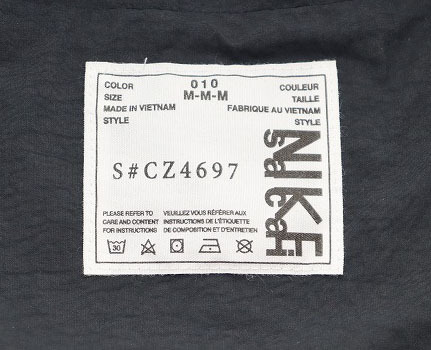 COLOR 010 COULEUR
SIZE M-M-M TAILLE
MADE IN VIETNAM FABRIQUE AU VIETNAM
STYLE STYLE
S#CZ4697
NIKE
sacai
PLEASE REFER TO VEUILLEZ VOUS RÉFÉRER AUX
CARE AND CONTENT INSTRUCTIONS DE L'ÉTIQUETTE
FOR INSTRUCTIONS DE COMPOSITION ET D'ENTRETIEN
30